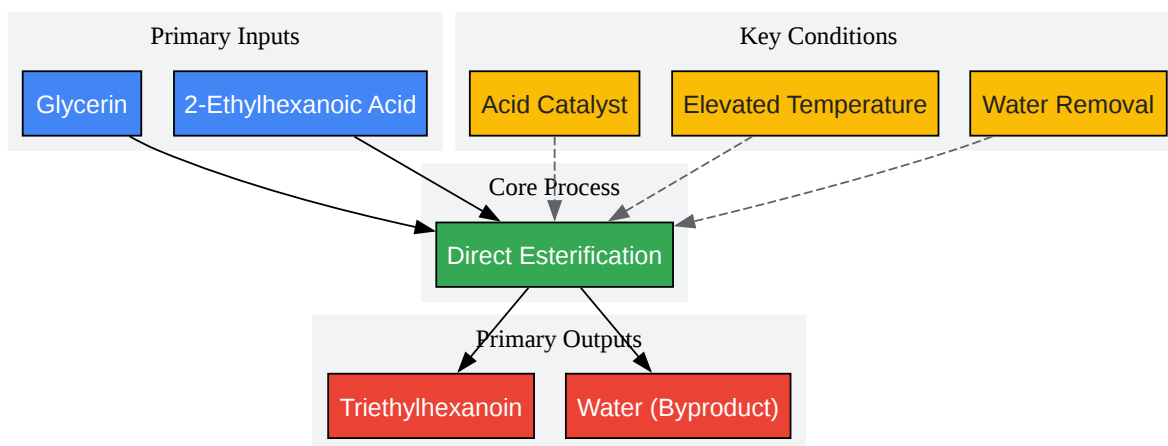 Primary Inputs
Key Conditions
Glycerin
2-Ethylhexanoic Acid
Acid Catalyst
Elevated Temperature
Water Removal
Core Process
Direct Esterification
Primary Outputs
Triethylhexanoin
Water (Byproduct)